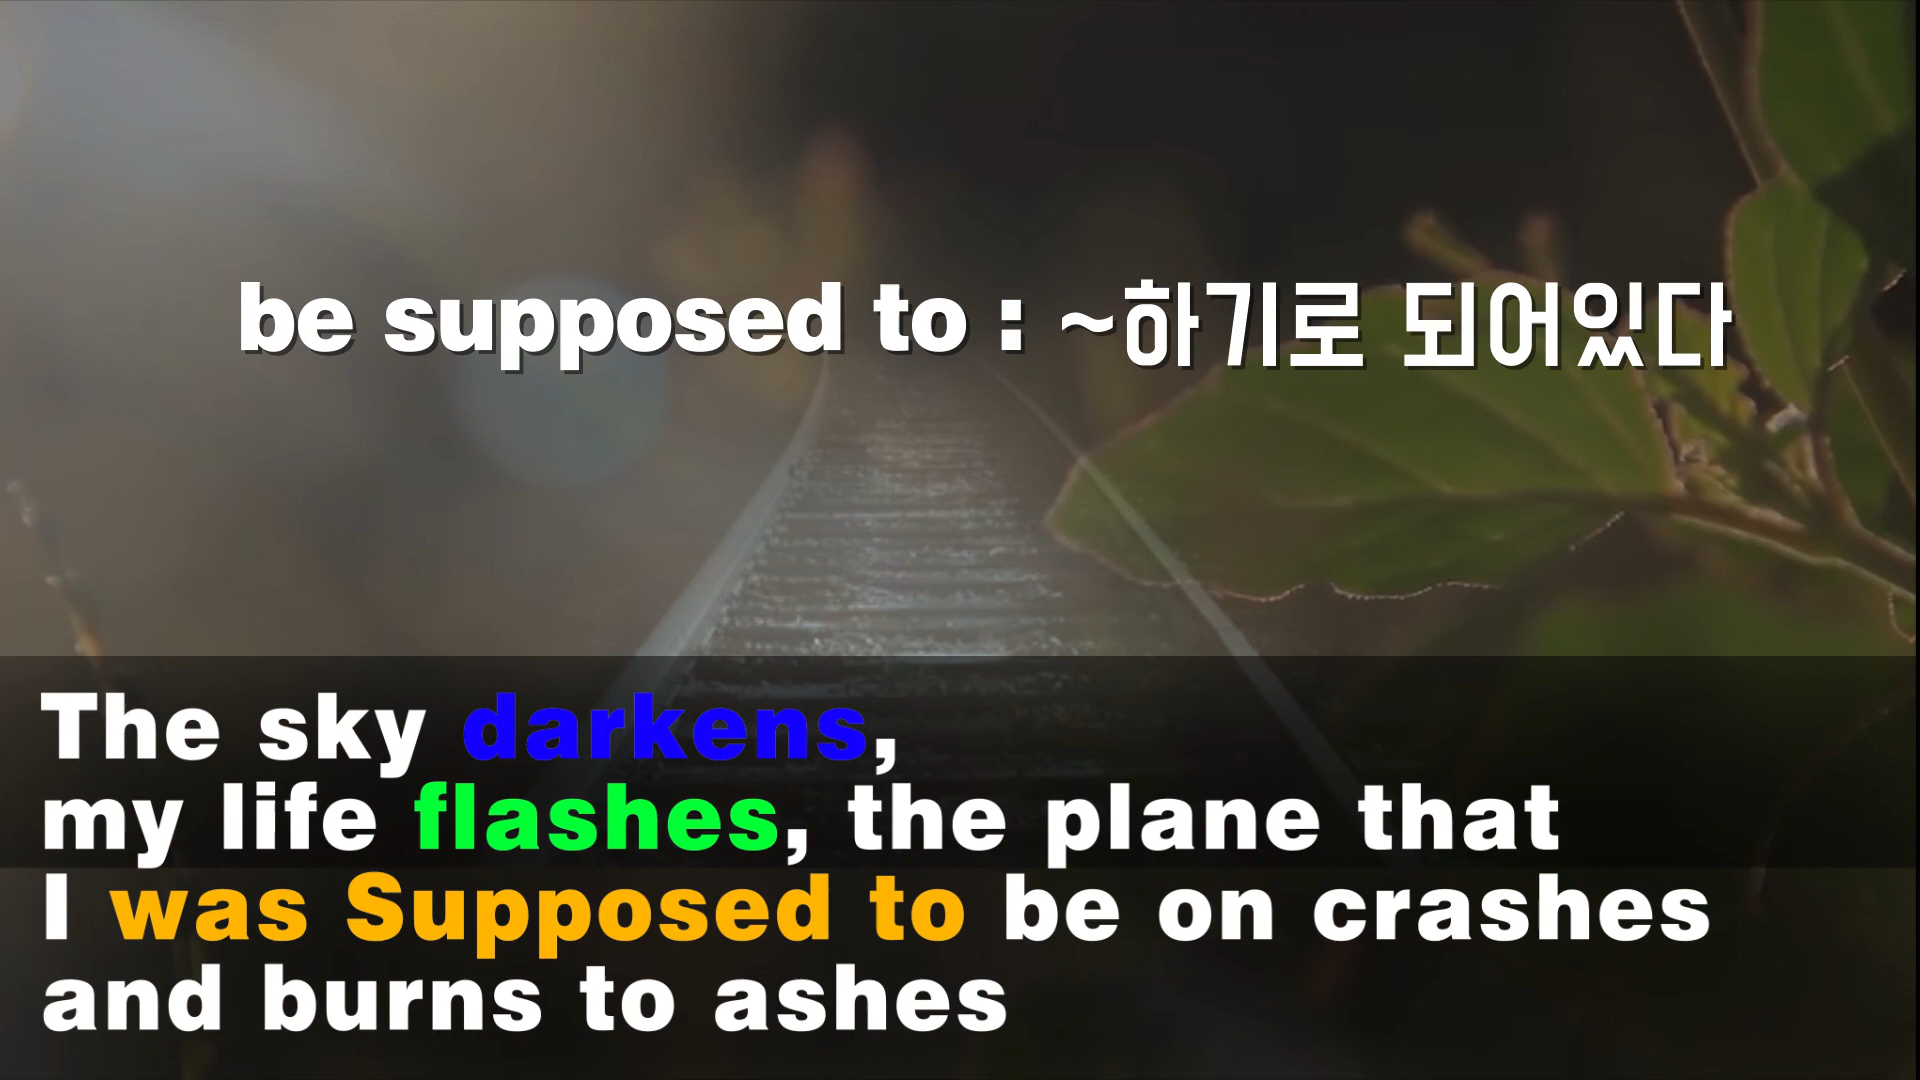 be supposed to : ~하기로 되어있다
The sky darkens,
my life flashes, the plane that
I was Supposed to be on crashes
and burns to ashes